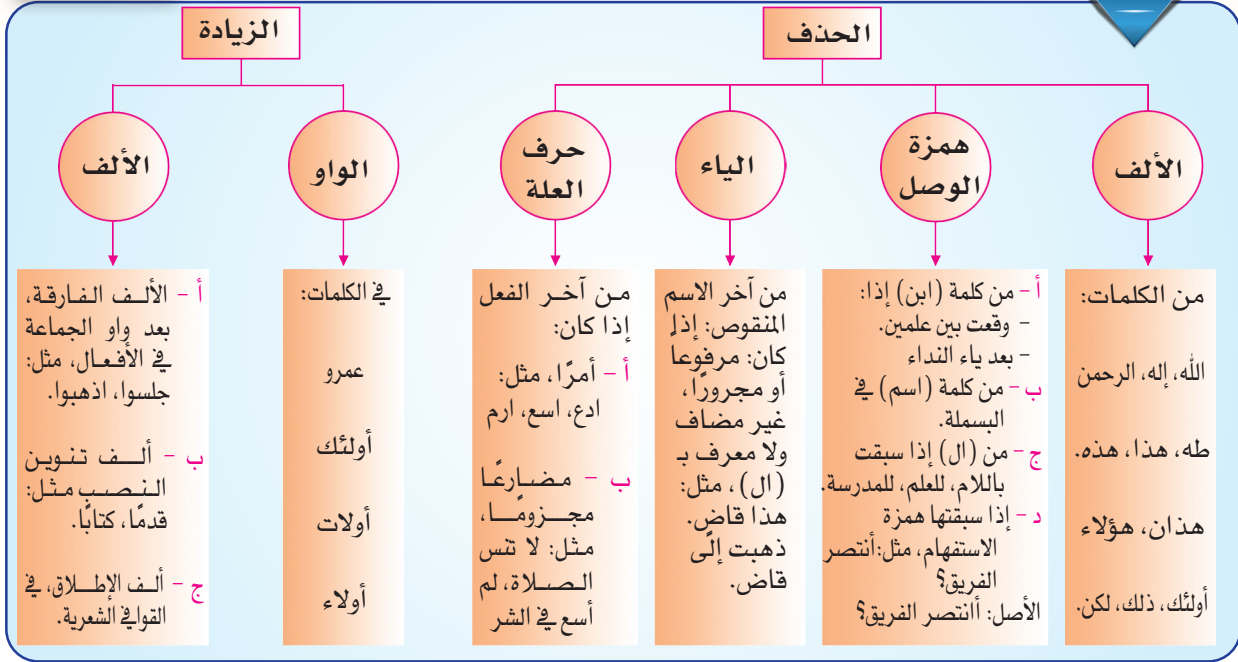 الحذف
الزيادة
الألف
همزة
الوصل
الياء
حرف
العلة
الواو
الألف
من الكلمات:
الله، إله، الرحمن
طه، هذا، هذه.
هذان، هؤلاء
أولئك، ذلك، لكن.
أ - من كلمة (ابن) إذا:
- وقعت بين علمين.
- بعد ياء النداء
ب - من كلمة (اسم) في
البسملة.
ج - من (ال) إذا سبقت
باللام، للعلم، للمدرسة.
د - إذا سبقتها همزة
الاستفهام، مثل:أنتصر
الفريق؟
الأصل: أانتصر الفريق؟
من آخر الاسم
المنقوص: إذا
كان: مرفوعا
أو مجرورًا،
غير مضاف
ولا معرف بـ
(ال)، مثل:
هذا قاضٍ.
ذهبت إلى
قاض.
من آخر الفعل
إذا كان:
أ - أمرًا، مثل:
ادع، اسع، ارم
ب - مضارعًا
مجزومًا،
مثل: لا تنس
الصلاة، لم
أسع في الشر
في الكلمات:
عمرو
أولئك
أولات
أولاء
أ - الألف الفارقة،
بعد واو الجماعة
في الأفعال، مثل:
جلسوا، اذهبوا.
ب - ألف تنوين
النصب مثل:
قدمًا، كتابًا.
ج - ألف الإطلاق، في
القوافي الشعرية.